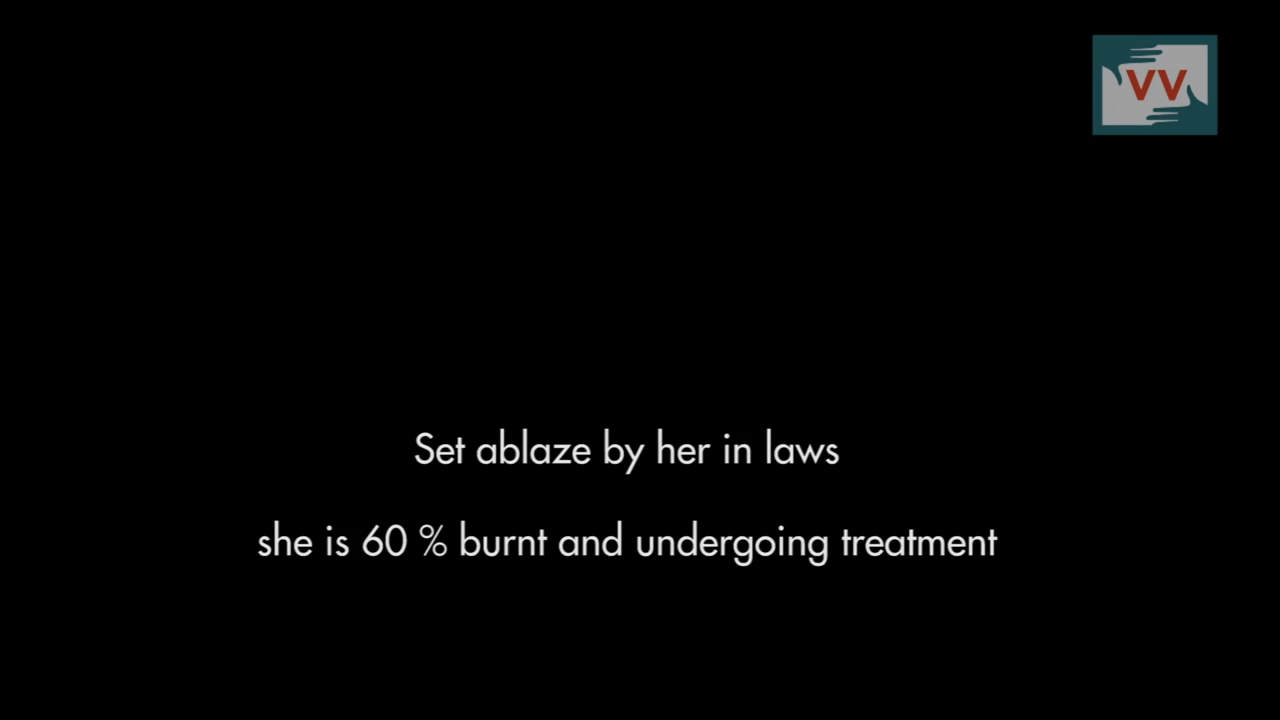 VV
Set ablaze by her in laws
she is 60 % burnt and undergoing treatment